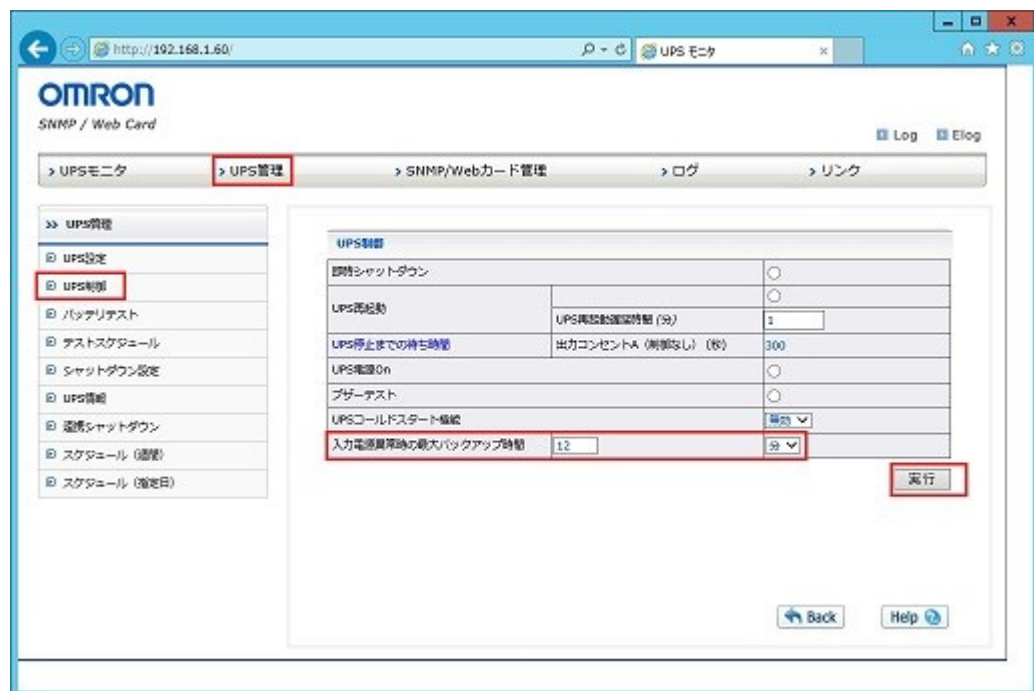 http://192.168.1.60/
UPS モニタ
OMRON
SNMP / Web Card
Log Elog
UPSモニタ UPS管理 SNMP/Webカード管理 ログ リンク
UPS管理
UPS設定
UPS制御
バッテリテスト
テストスケジュール
シャットダウン設定
UPS情報
連携シャットダウン
スケジュール (週間)
スケジュール (指定日)
UPS制御
即時シャットダウン
UPS再起動
UPS再起動遅延時間 (分) 1
UPS停止までの待ち時間 出力コンセントA (制御なし) (秒) 300
UPS電源On
ブザーテスト
UPSコールドスタート機能
入力電源異常時の最大バックアップ時間 12 分
実行
Back Help